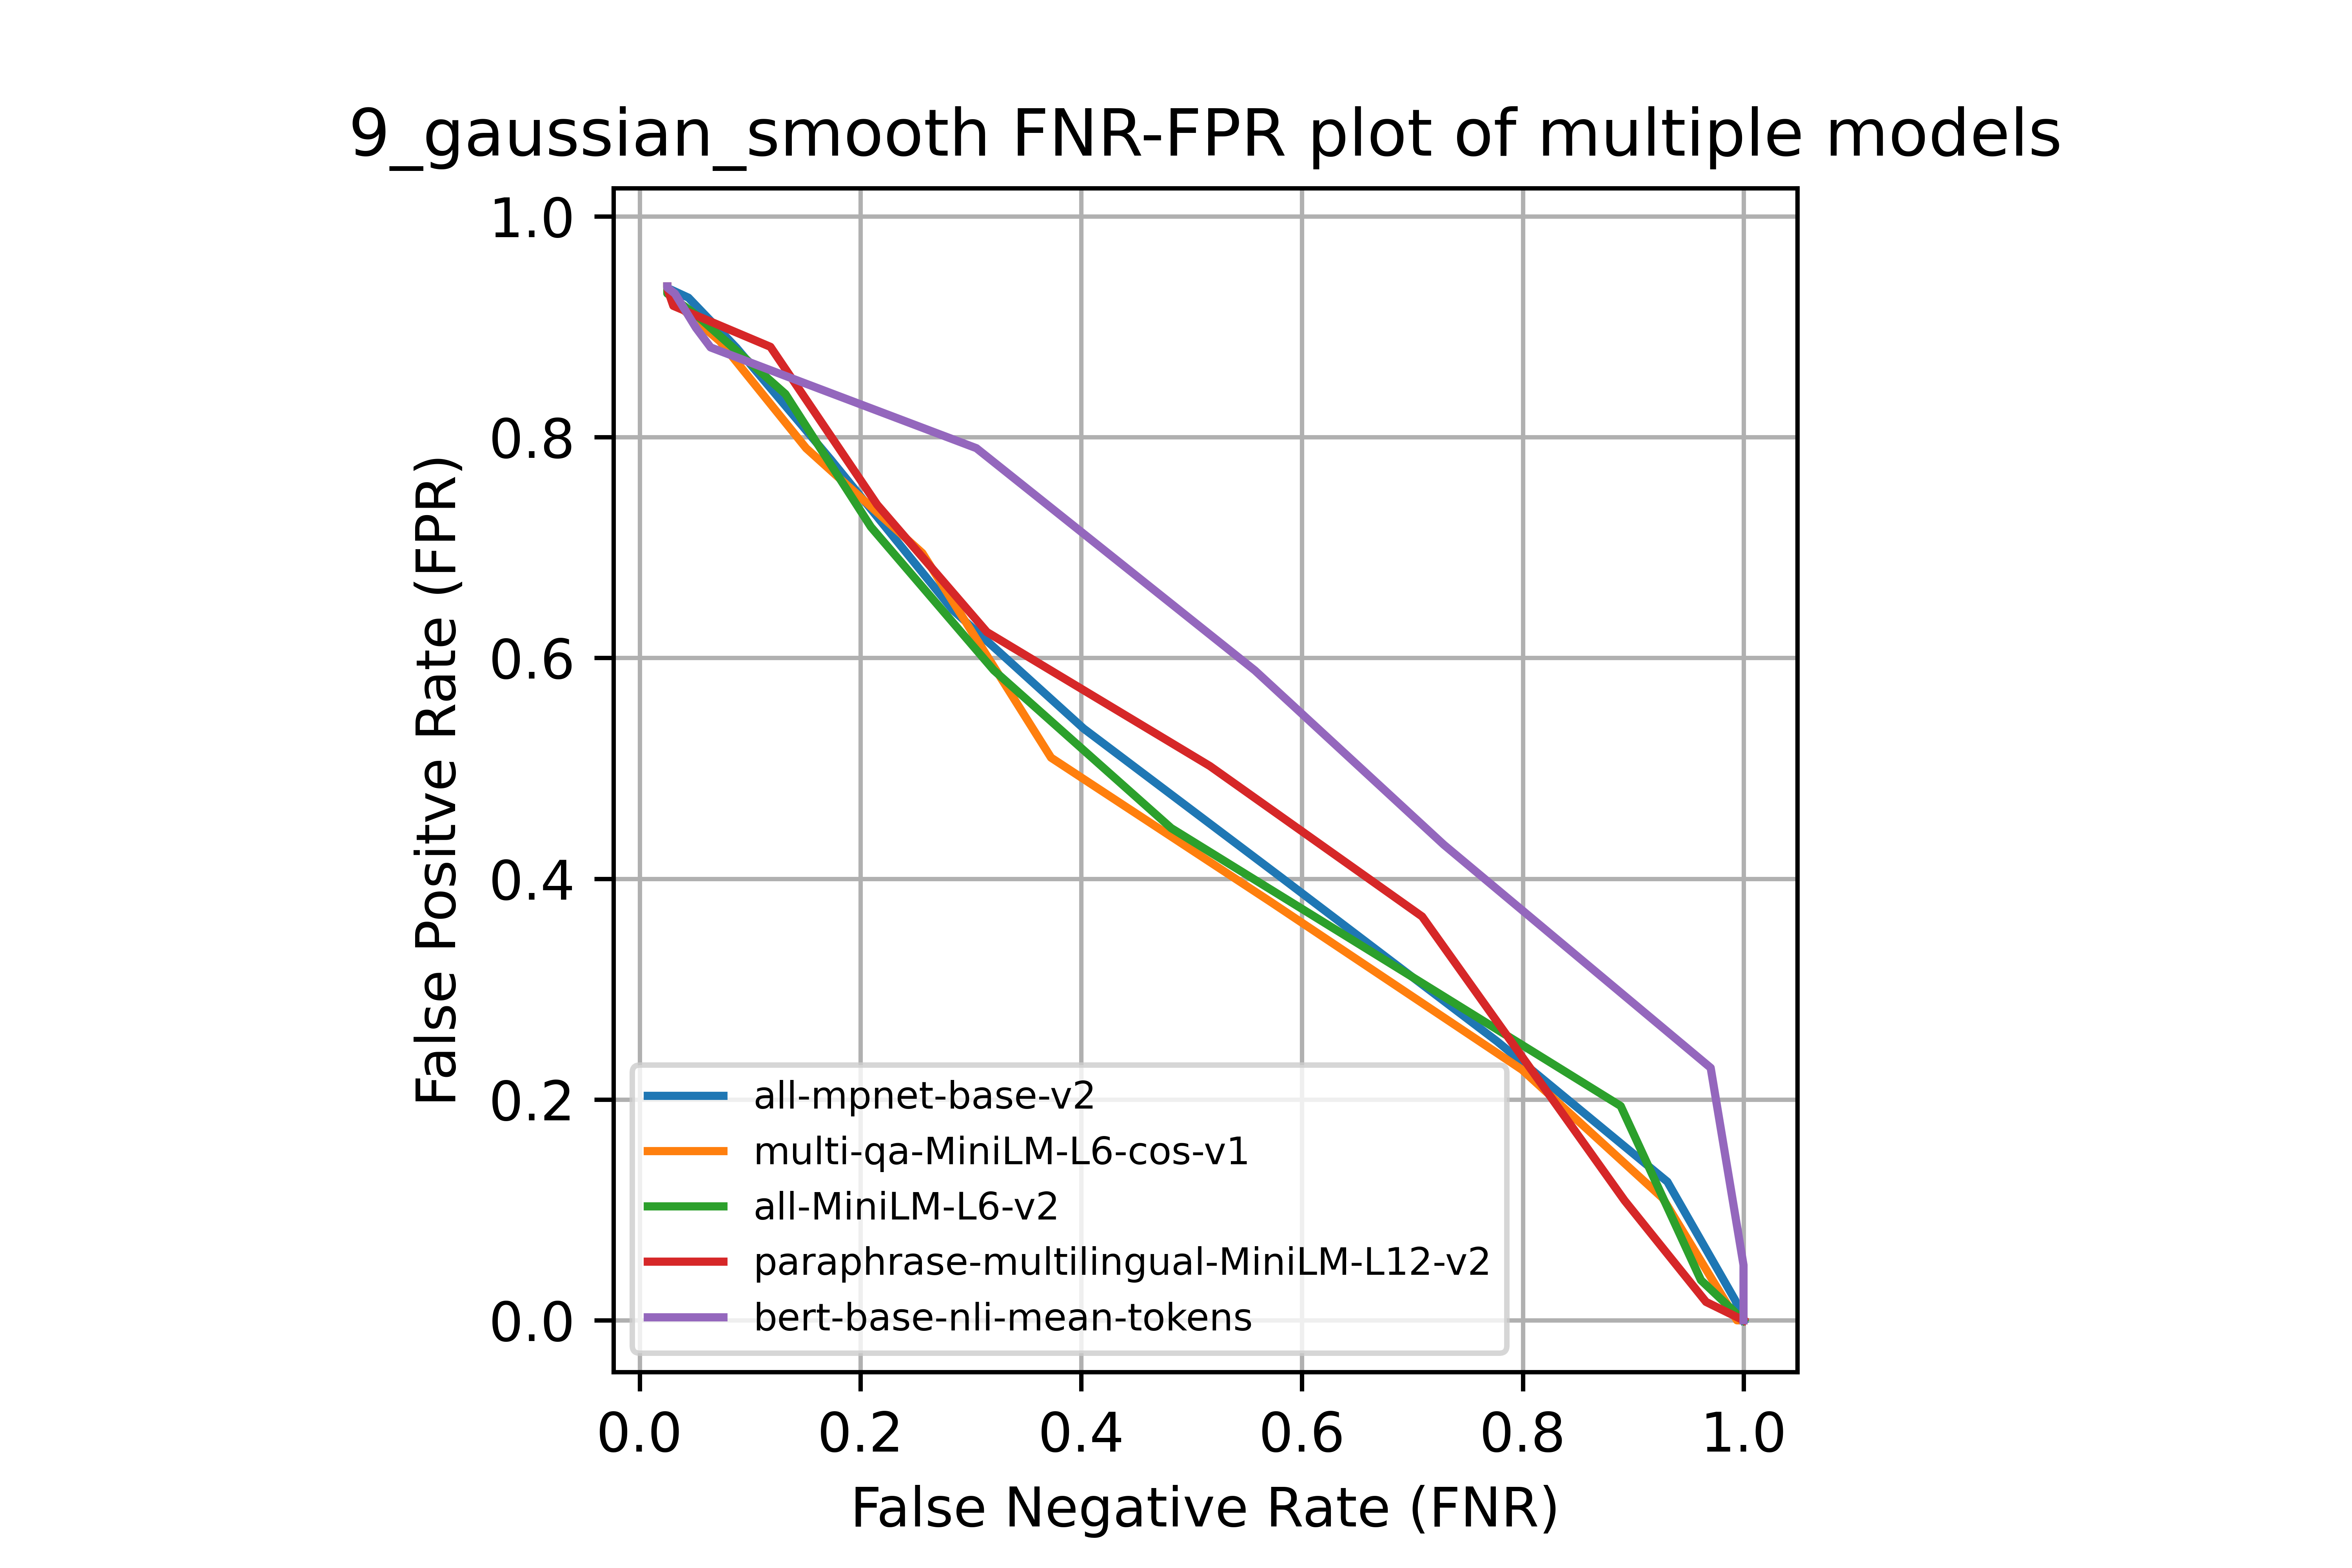 9_gaussian_smooth FNR-FPR plot of multiple models
1.0
0.8
0.6
0.4
0.2
0.0
False Positve Rate (FPR)
all-mpnet-base-v2
multi-qa-MiniLM-L6-cos-v1
all-MiniLM-L6-v2
paraphrase-multilingual-MiniLM-L12-v2
bert-base-nli-mean-tokens
0.0 0.2 0.4 0.6 0.8 1.0
False Negative Rate (FNR)